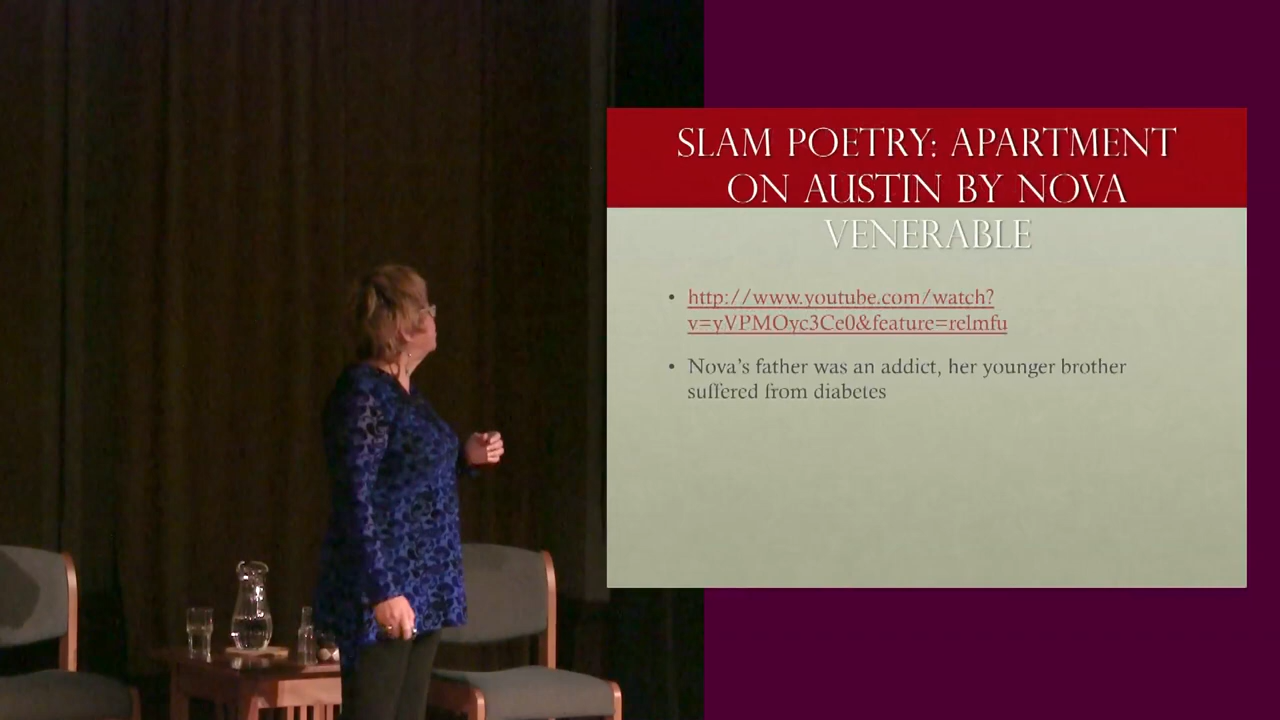 SLAM POETRY: APARTMENT
ON AUSTIN BY NOVA
VENERABLE
• http://www.youtube.com/watch?
v=yVPMOyc3Ce0&feature=relmfu
• Nova's father was an addict, her younger brother
suffered from diabetes